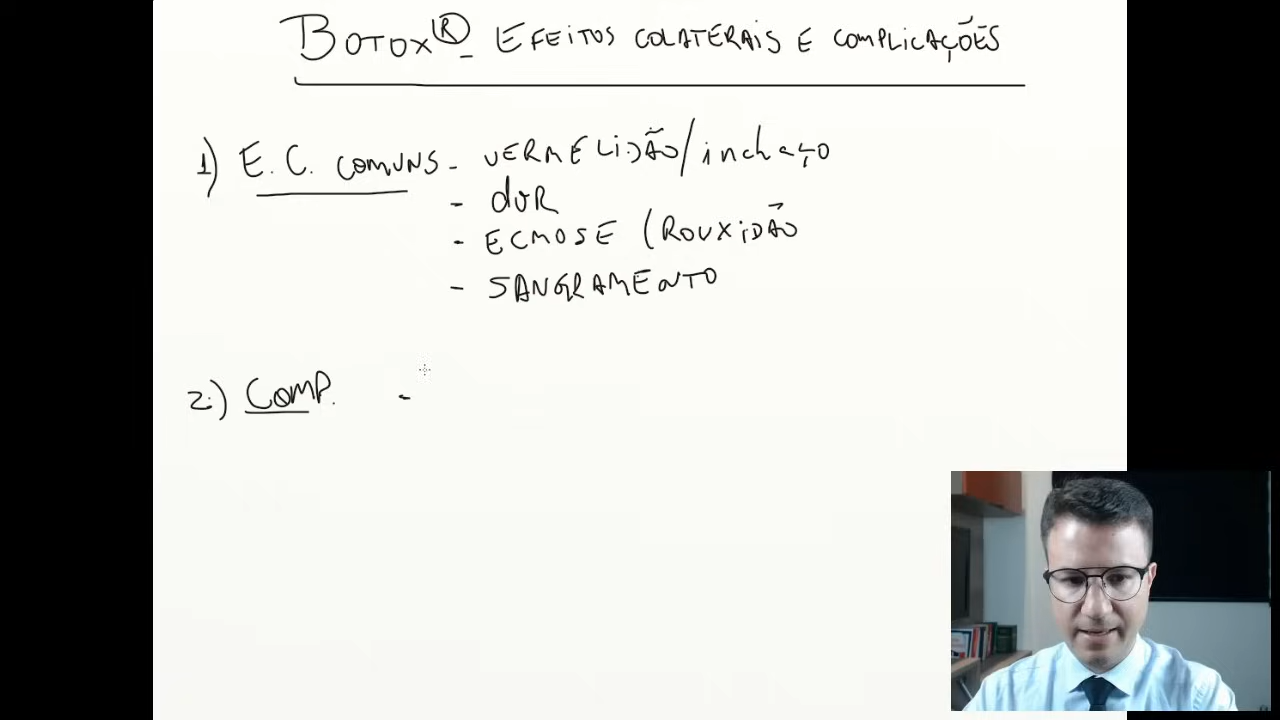 BOTOX® - EFEITOS COLATERAIS E COMPLICAÇÕES
1) E.C. COMUNS - VERMELIDÃO/inchaço
- dOR
- ECMOSE (ROUXIDÃO
- SANGRAMENTO
2.) COMP. -